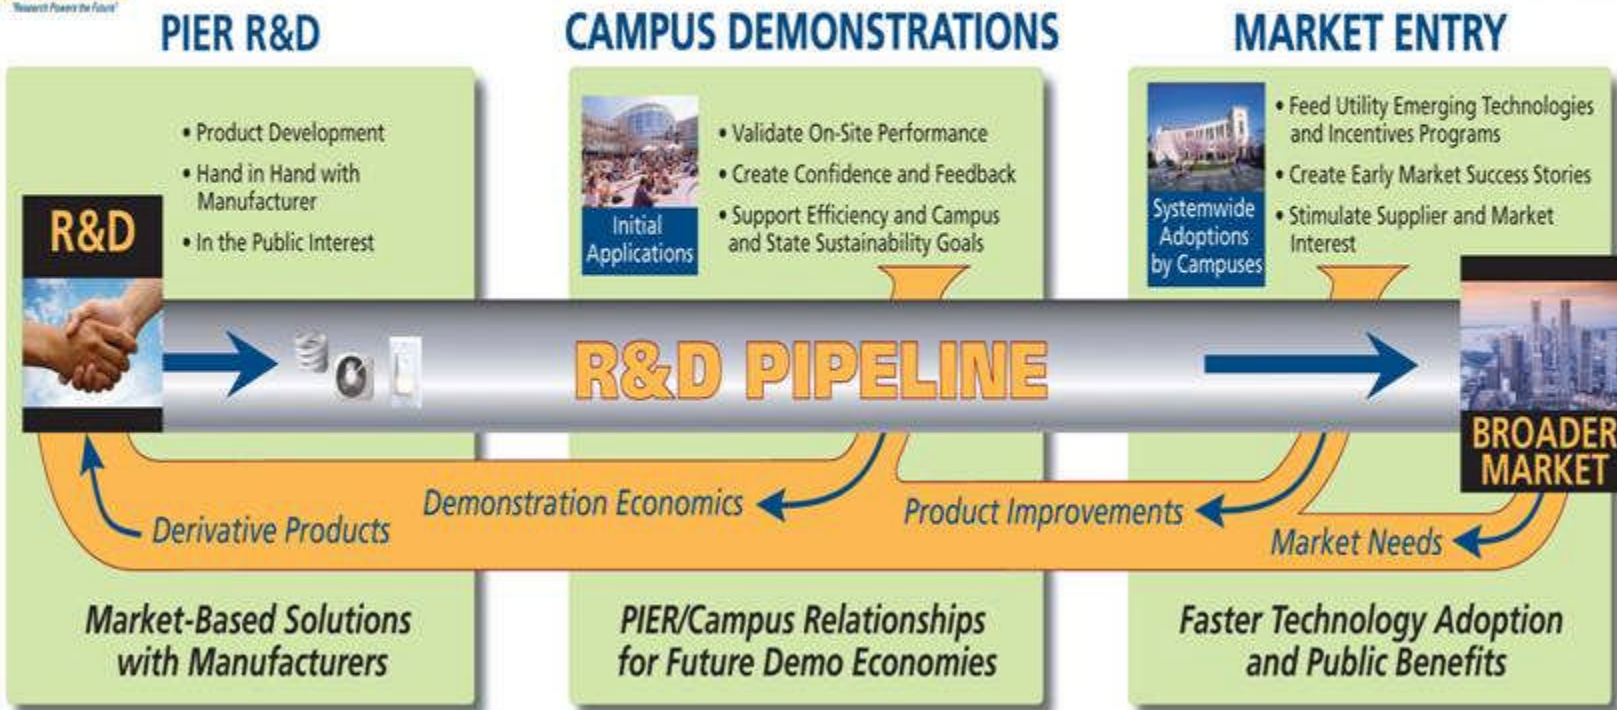 "Research Powers the Future"
PIER R&D
CAMPUS DEMONSTRATIONS
MARKET ENTRY
R&D
• Product Development
• Hand in Hand with
Manufacturer
• In the Public Interest
Initial
Applications
• Validate On-Site Performance
• Create Confidence and Feedback
• Support Efficiency and Campus
and State Sustainability Goals
Systemwide
Adoptions
by Campuses
• Feed Utility Emerging Technologies
and Incentives Programs
• Create Early Market Success Stories
• Stimulate Supplier and Market
Interest
R&D PIPELINE
BROADER
MARKET
Derivative Products
Demonstration Economics
Product Improvements
Market Needs
Market-Based Solutions
with Manufacturers
PIER/Campus Relationships
for Future Demo Economies
Faster Technology Adoption
and Public Benefits